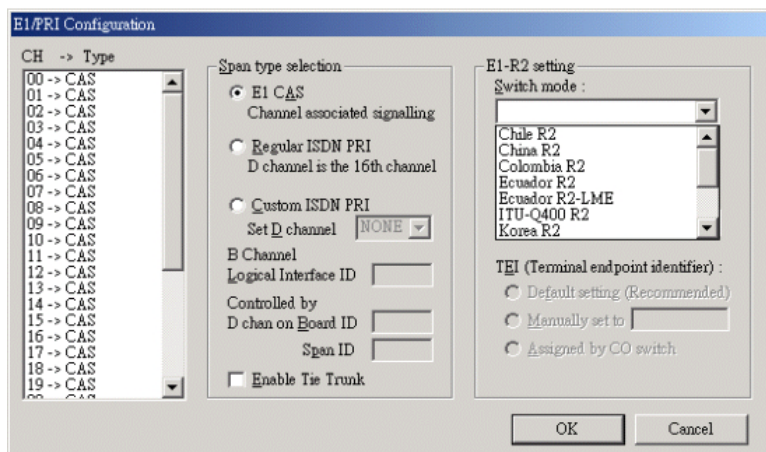 E1/PRI Configuration
CH -> Type
00 -> CAS
01 -> CAS
02 -> CAS
03 -> CAS
04 -> CAS
05 -> CAS
06 -> CAS
07 -> CAS
08 -> CAS
09 -> CAS
10 -> CAS
11 -> CAS
12 -> CAS
13 -> CAS
14 -> CAS
15 -> CAS
16 -> CAS
17 -> CAS
18 -> CAS
19 -> CAS
Span type selection
E1 CAS
Channel associated signalling
Regular ISDN PRI
D channel is the 16th channel
Custom ISDN PRI
Set D channel NONE
B Channel
Logical Interface ID
Controlled by
D chan on Board ID
Span ID
Enable Tie Trunk
E1-R2 setting
Switch mode :
Chile R2
China R2
Colombia R2
Ecuador R2
Ecuador R2-LME
ITU-Q400 R2
Korea R2
TEI (Terminal endpoint identifier) :
Default setting (Recommended)
Manually set to
Assigned by CO switch
OK
Cancel